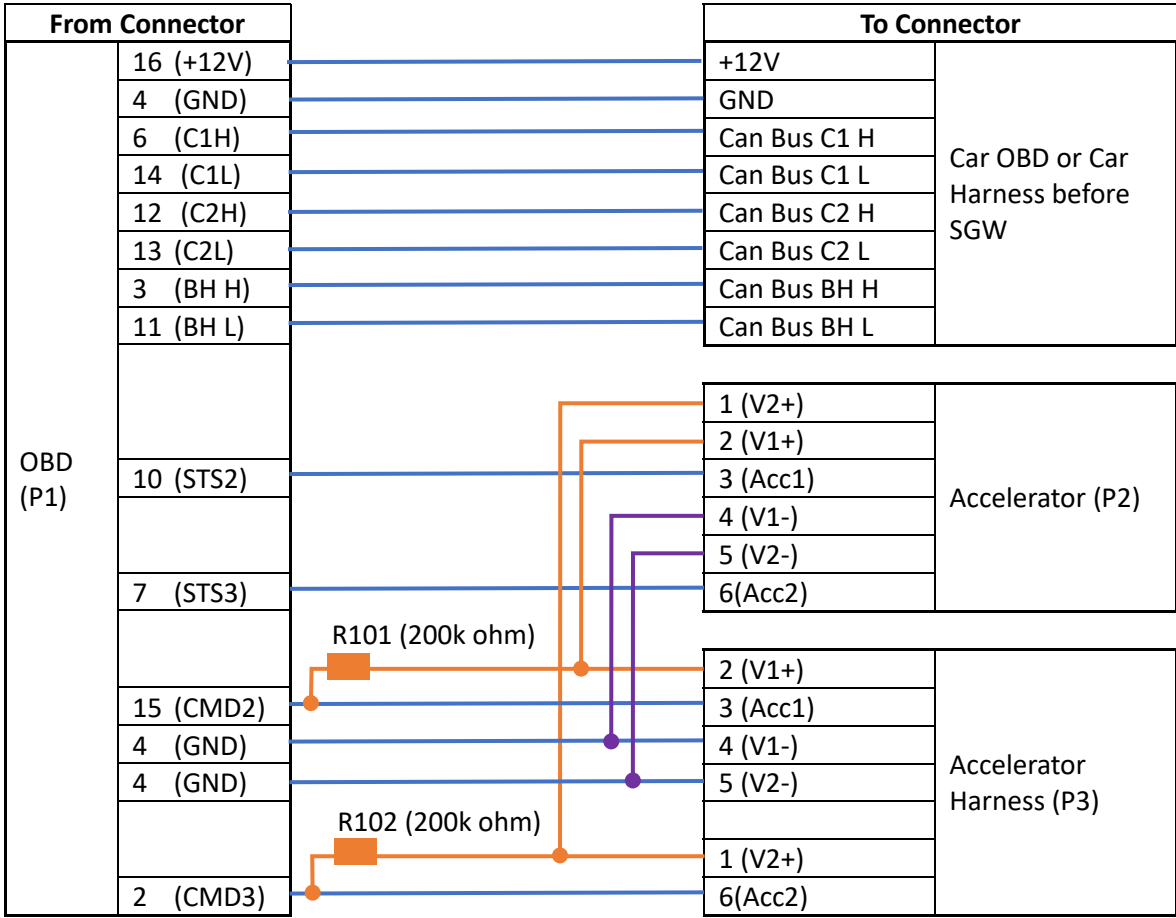 From Connector
To Connector
OBD
(P1)
16 (+12V)
4 (GND)
6 (C1H)
14 (C1L)
12 (C2H)
13 (C2L)
3 (BH H)
11 (BH L)
10 (STS2)
7 (STS3)
15 (CMD2)
4 (GND)
4 (GND)
2 (CMD3)
R101 (200k ohm)
R102 (200k ohm)
+12V
GND
Can Bus C1 H
Can Bus C1 L
Can Bus C2 H
Can Bus C2 L
Can Bus BH H
Can Bus BH L
Car OBD or Car
Harness before
SGW
1 (V2+)
2 (V1+)
3 (Acc1)
4 (V1-)
5 (V2-)
6(Acc2)
Accelerator (P2)
2 (V1+)
3 (Acc1)
4 (V1-)
5 (V2-)
1 (V2+)
6(Acc2)
Accelerator
Harness (P3)